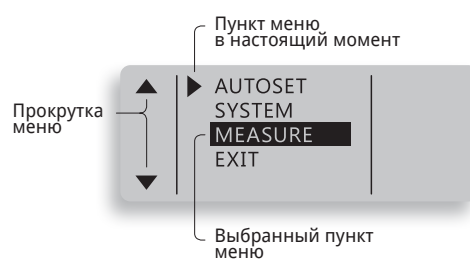 Пункт меню
в настоящий момент
Прокрутка
меню
AUTOSET
SYSTEM
MEASURE
EXIT
Выбранный пункт
меню